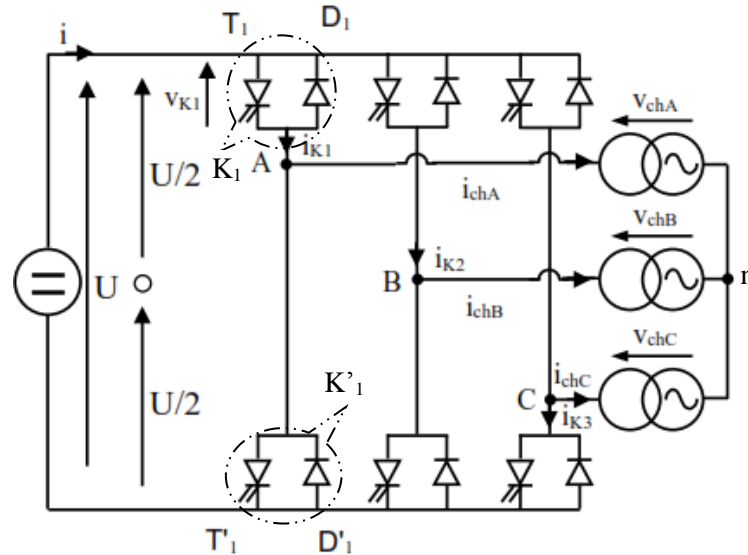 i
T1
D1
vK1
K1
iK1
A
U/2
U
U/2
ichA
vchA
iK2
B
ichB
vchB
n
vchC
ichC
C
iK3
K’1
T'1
D'1